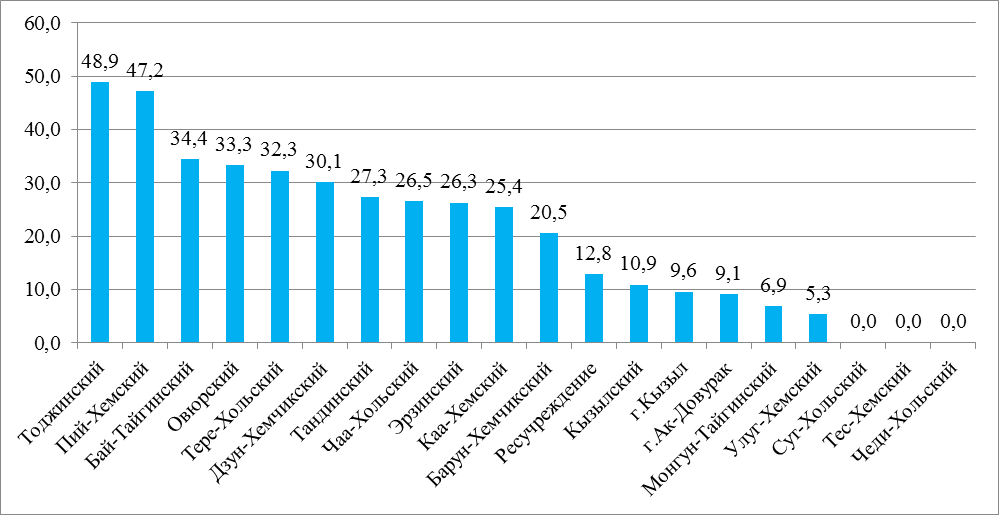 60,0
50,0
40,0
30,0
20,0
10,0
0,0
48,9
47,2
34,4
33,3
32,3
30,1
27,3
26,5
26,3
25,4
20,5
12,8
10,9
9,6
9,1
6,9
5,3
0,0
0,0
0,0
Тоджинский
Пий-Хемский
Бай-Тайгинский
Овюрский
Тере-Хольский
Дзун-Хемчикский
Тандинский
Чаа-Хольский
Эрзинский
Каа-Хемский
Барун-Хемчикский
Ресучреждение
Кызылский
г.Кызыл
г.Ак-Довурак
Монгун-Тайгинский
Улуг-Хемский
Суг-Хольский
Тес-Хемский
Чеди-Хольский